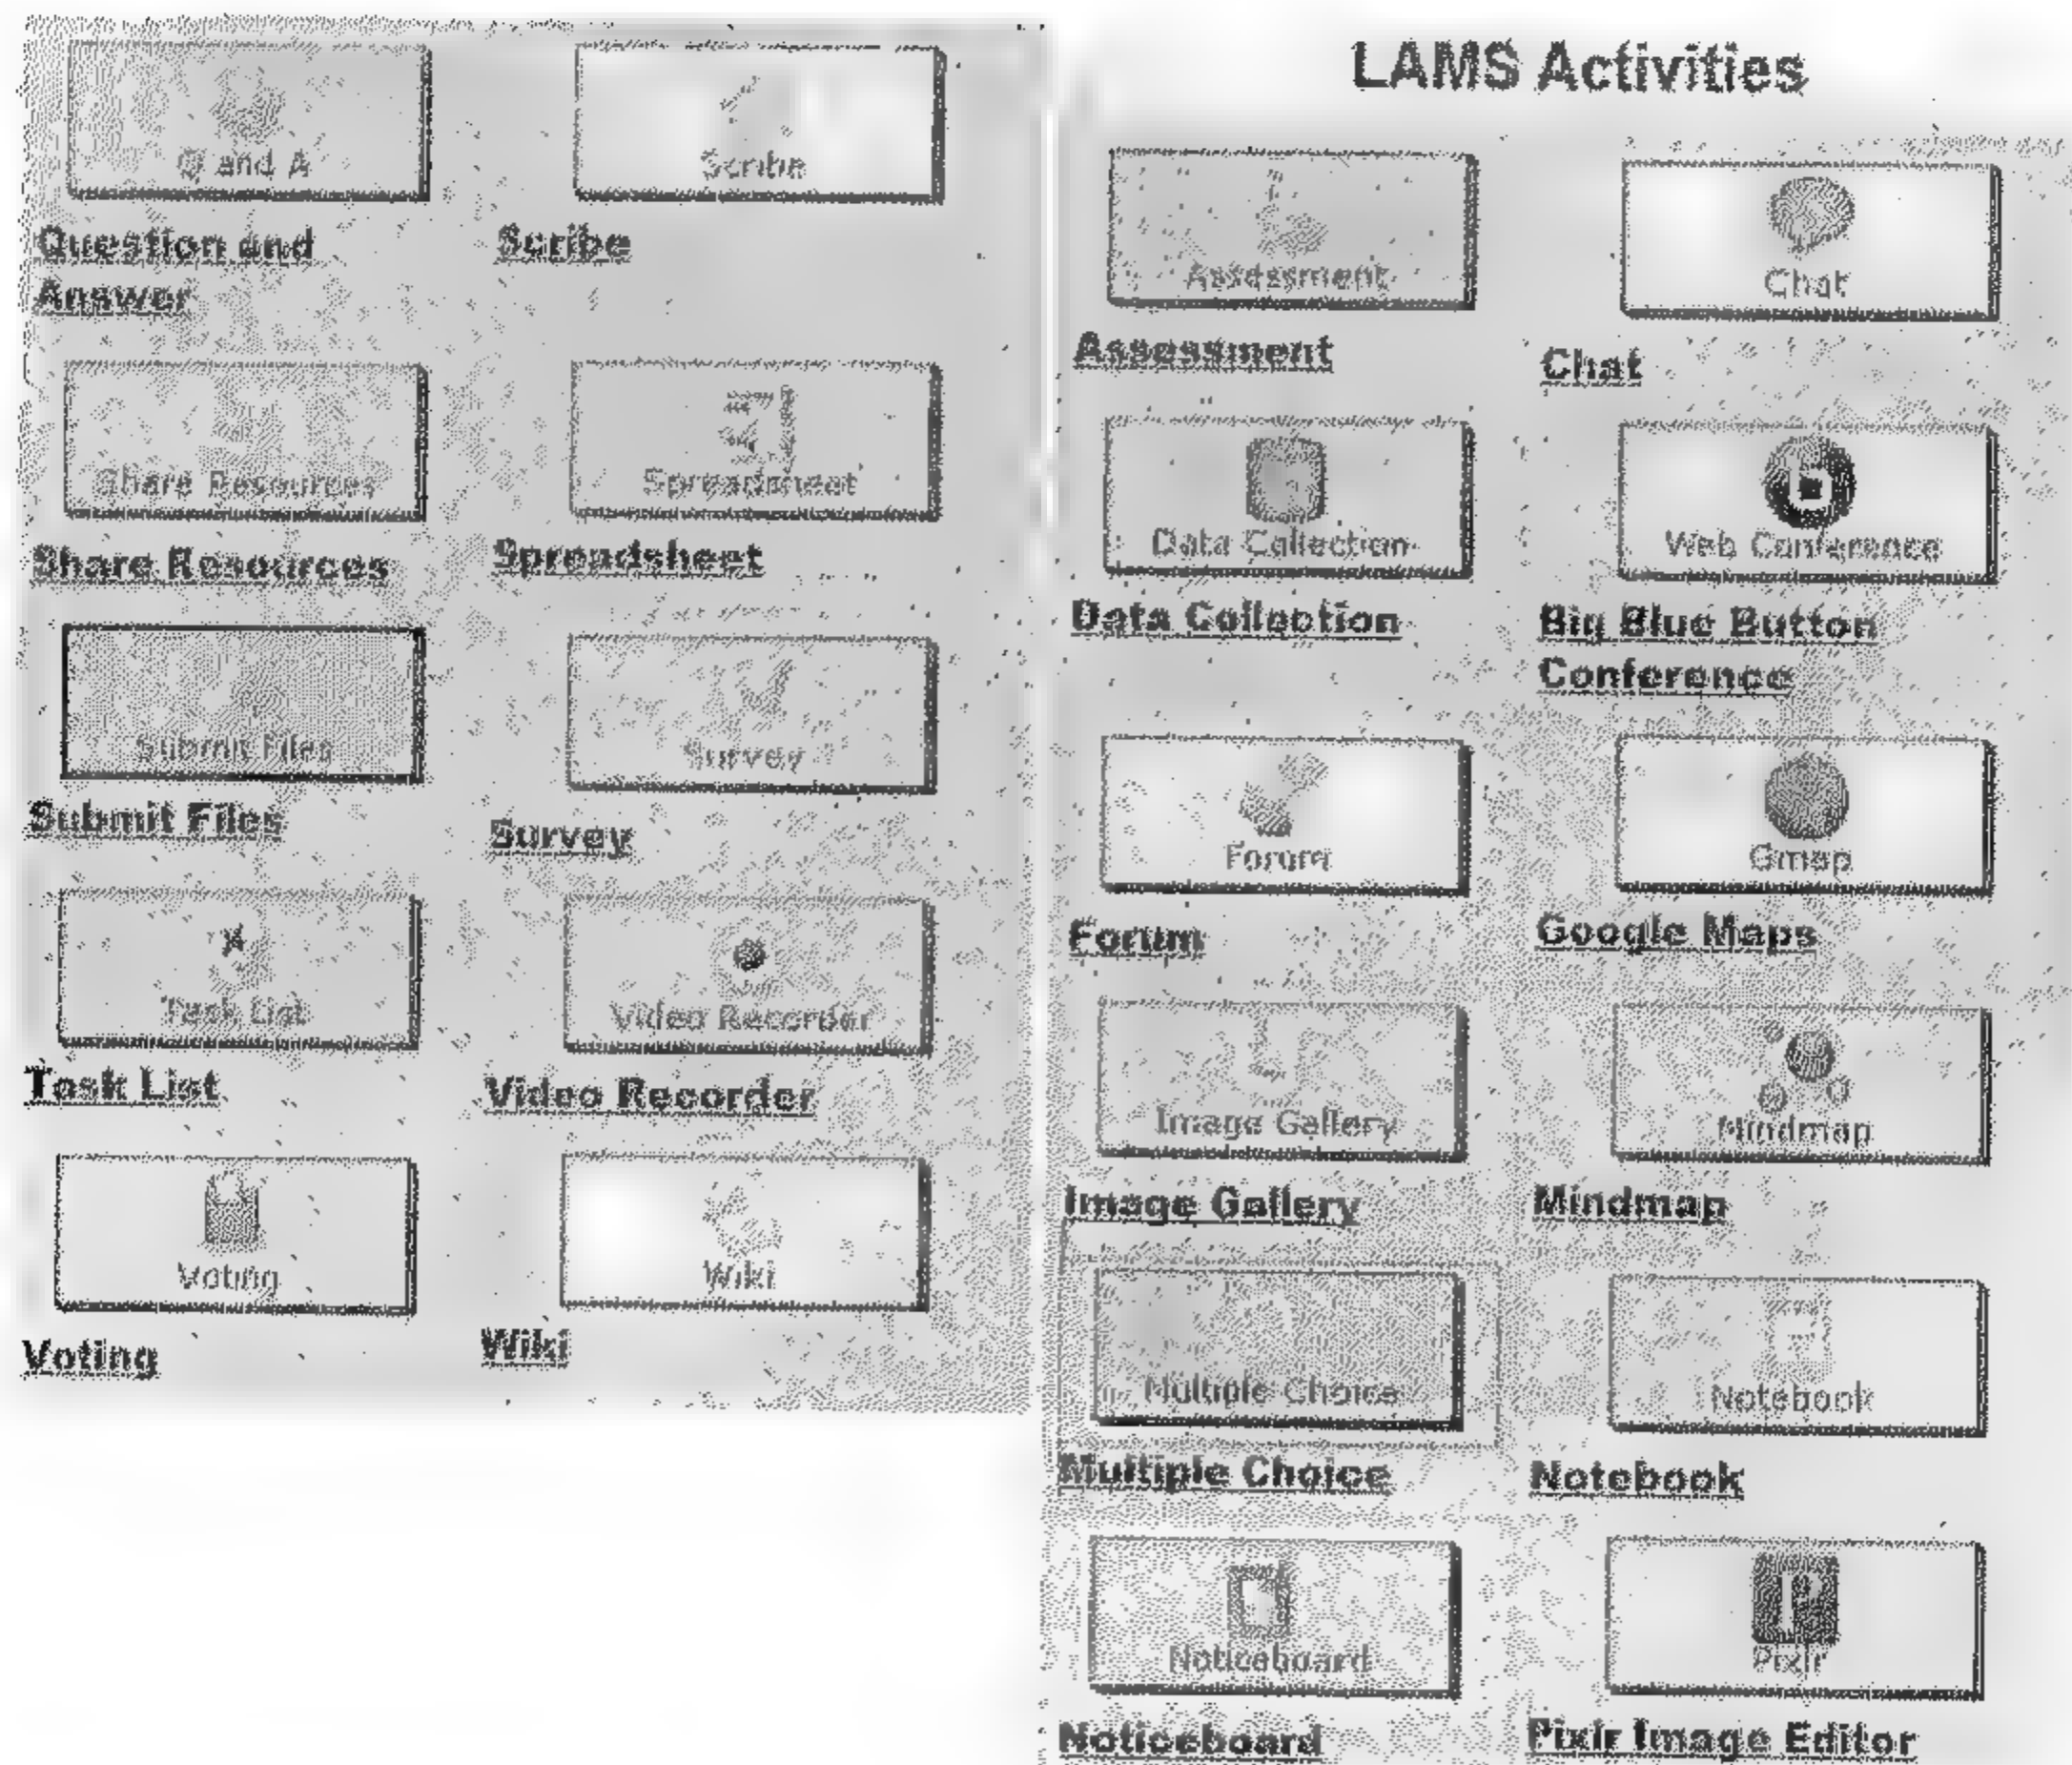 LAMS Activities
Q and A
Question and
Answer
Scribe
Scribe
Share Resources
Share Resources
Spreadsheet
Spreadsheet
Submit Files
Submit Files
Survey
Survey
Task List
Task List
Video Recorder
Video Recorder
Voting
Voting
Wiki
Wiki
Assessment
Assessment
Chat
Chat
Data Collection
Data Collection
Web Conference
Big Blue Button
Conference
Forum
Forum
Gmap
Google Maps
Image Gallery
Image Gallery
Mindmap
Mindmap
Multiple Choice
Multiple Choice
Notebook
Notebook
Noticeboard
Noticeboard
Pixlr
Pixlr Image Editor